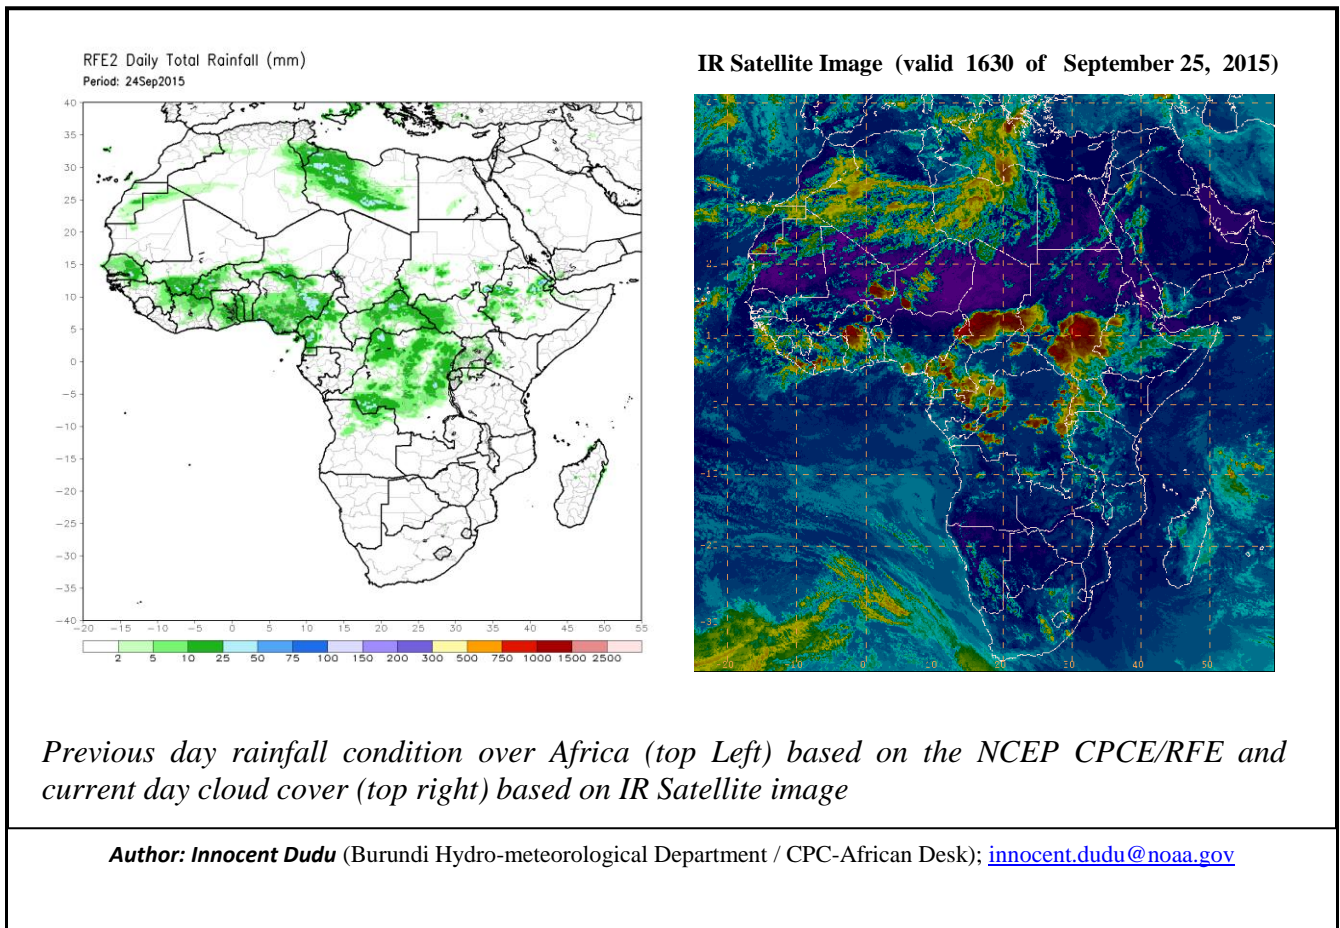 RFE2 Daily Total Rainfall (mm)
Period: 24Sep2015
IR Satellite Image (valid 1630 of September 25, 2015)
40
35
30
25
20
15
10
5
0
-5
-10
-15
-20
-25
-30
-35
-40
-20 -15 -10 -5 0 5 10 15 20 25 30 35 40 45 50 55
2 5 10 25 50 75 100 150 200 300 500 750 1000 1500 2500
Previous day rainfall condition over Africa (top Left) based on the NCEP CPCE/RFE and
current day cloud cover (top right) based on IR Satellite image
Author: Innocent Dudu (Burundi Hydro-meteorological Department / CPC-African Desk); innocent.dudu@noaa.gov